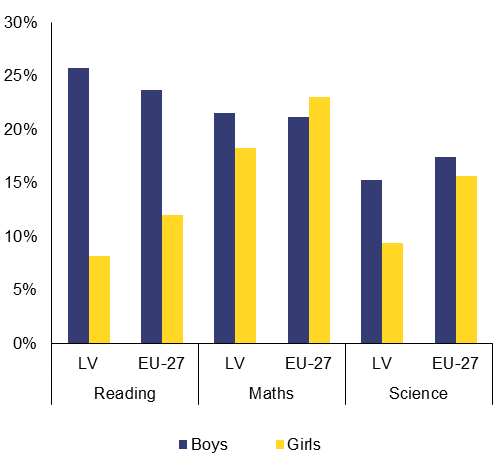 30%
25%
20%
15%
10%
5%
0%
LV EU-27 LV EU-27 LV EU-27
Reading Maths Science
Boys Girls